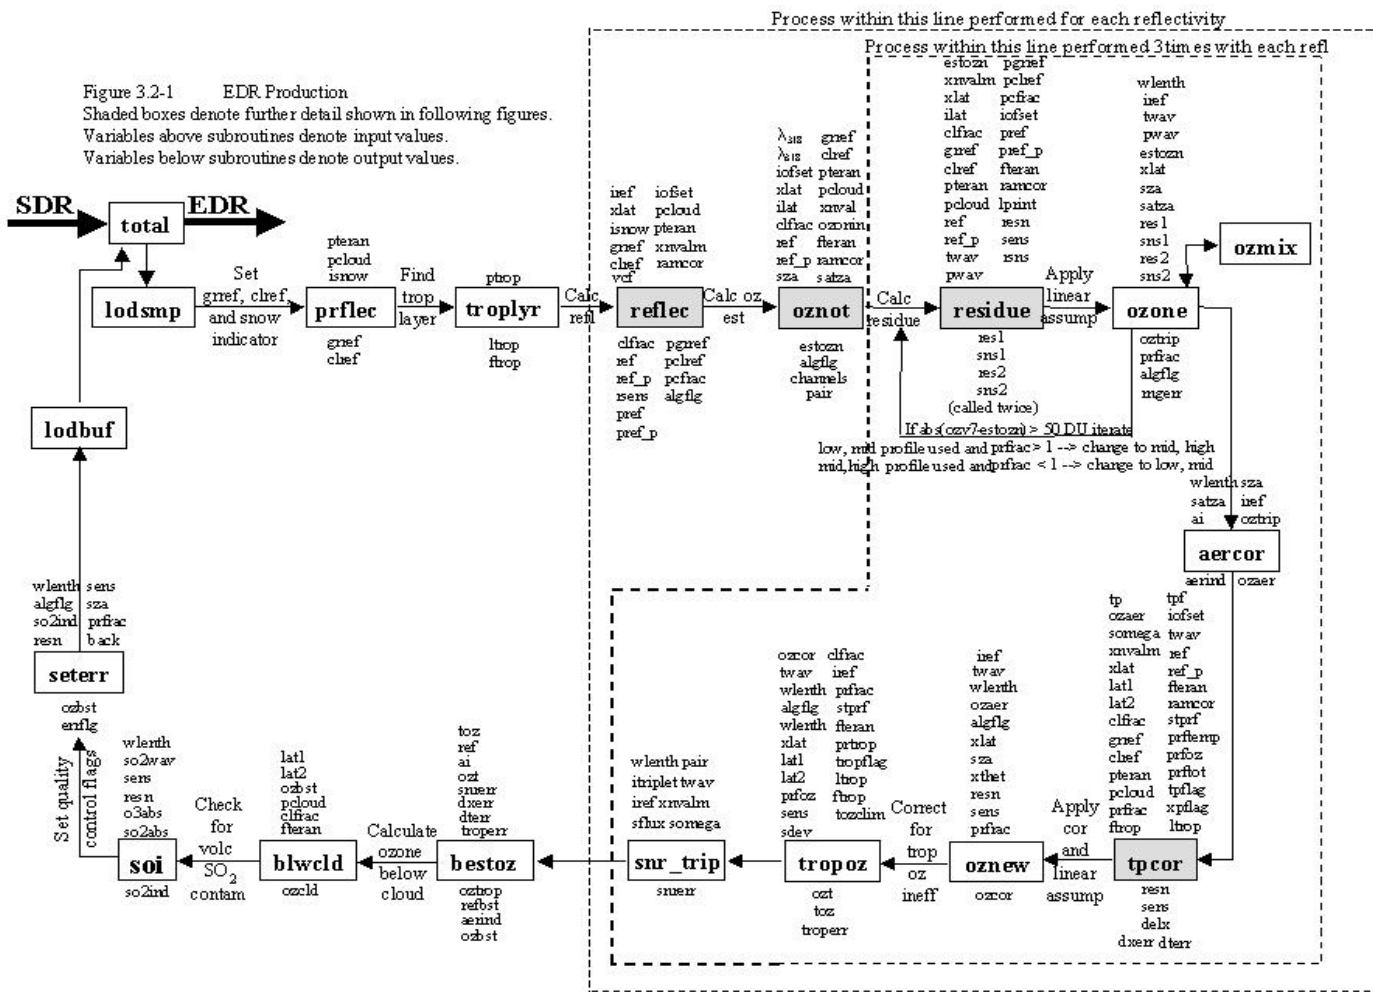 Process within this line performed for each reflectivity
Process within this line performed 3 times with each refl
Figure 3.2-1 EDR Production
Shaded boxes denote further detail shown in following figures.
Variables above subroutines denote input values.
Variables below subroutines denote output values.
SDR
total
EDR
lodsmp
Set
grref, clref,
and snow
indicator
pteran
pcloud
isnow
prflec
grref
clref
Find
trop
layer
ptrop
troplyr
ltrop
ftrop
Calc
refl
iref iofset
xlat pcloud
isnow pteran
grref xnvalm
clref ramcor
vcf
reflec
clfrac pgrref
ref pclref
ref_p pcfrac
rsens algflg
pref
pref_p
Calc oz
est
λ318 grref
λ312 clref
iofset pteran
xlat pcloud
ilat xnval
clfrac ozonin
ref fteran
ref_p ramcor
sza satza
oznot
estozn
algflg
channels
pair
Calc
residue
estozn pgrref
xnvalm pclref
xlat pcfrac
ilat iofset
clfrac pref
grref pref_p
clref fteran
pteran ramcor
pcloud lprint
ref resn
ref_p sens
twav rsns
pwav
residue
res1
sns1
res2
sns2
(called twice)
Apply
linear
assump
wlenth
iref
twav
pwav
estozn
xlat
sza
satza
res1
sns1
res2
sns2
ozone
oztrip
prfrac
algflg
mgerr
ozmix
If abs(ozv7-estozn) > 50 DU iterate
low, mid profile used and prfrac > 1 --> change to mid, high
mid,high profile used and prfrac < 1 --> change to low, mid
wlenth sza
satza iref
ai oztrip
aercor
aerind ozaer
tp tpf
ozaer iofset
somega twav
xnvalm ref
xlat ref_p
lat1 fteran
lat2 ramcor
clfrac stprf
grref prftemp
clref prfoz
pteran prftot
pcloud tpflag
prfrac xpflag
ftrop ltrop
tpcor
resn
sens
delx
dxerr dterr
Apply
cor
and
linear
assump
iref
twav
wlenth
ozaer
algflg
xlat
sza
xthet
resn
sens
prfrac
oznew
ozcor
Correct
for
trop
oz
ineff
ozcor clfrac
twav iref
wlenth prfrac
algflg stprf
wlenth fteran
xlat prtrop
lat1 tropflag
lat2 ltrop
prfoz ftrop
sens tozclim
sdev
tropoz
ozt
toz
troperr
wlenth pair
itriplet twav
iref xnvalm
sflux somega
snr_trip
snrerr
toz
ref
ai
ozt
snrerr
dxerr
dterr
troperr
bestoz
oztrop
refbst
aerind
ozbst
Calculate
ozone
below
cloud
lat1
lat2
ozbst
pcloud
clfrac
fteran
blwcld
ozcld
Check
for
volc
SO2
contam
wlenth
so2wav
sens
resn
o3abs
so2abs
soi
so2ind
Set quality
control flags
wlenth sens
algflg sza
so2ind prfrac
resn back
seterr
ozbst
errflg
lodbuf